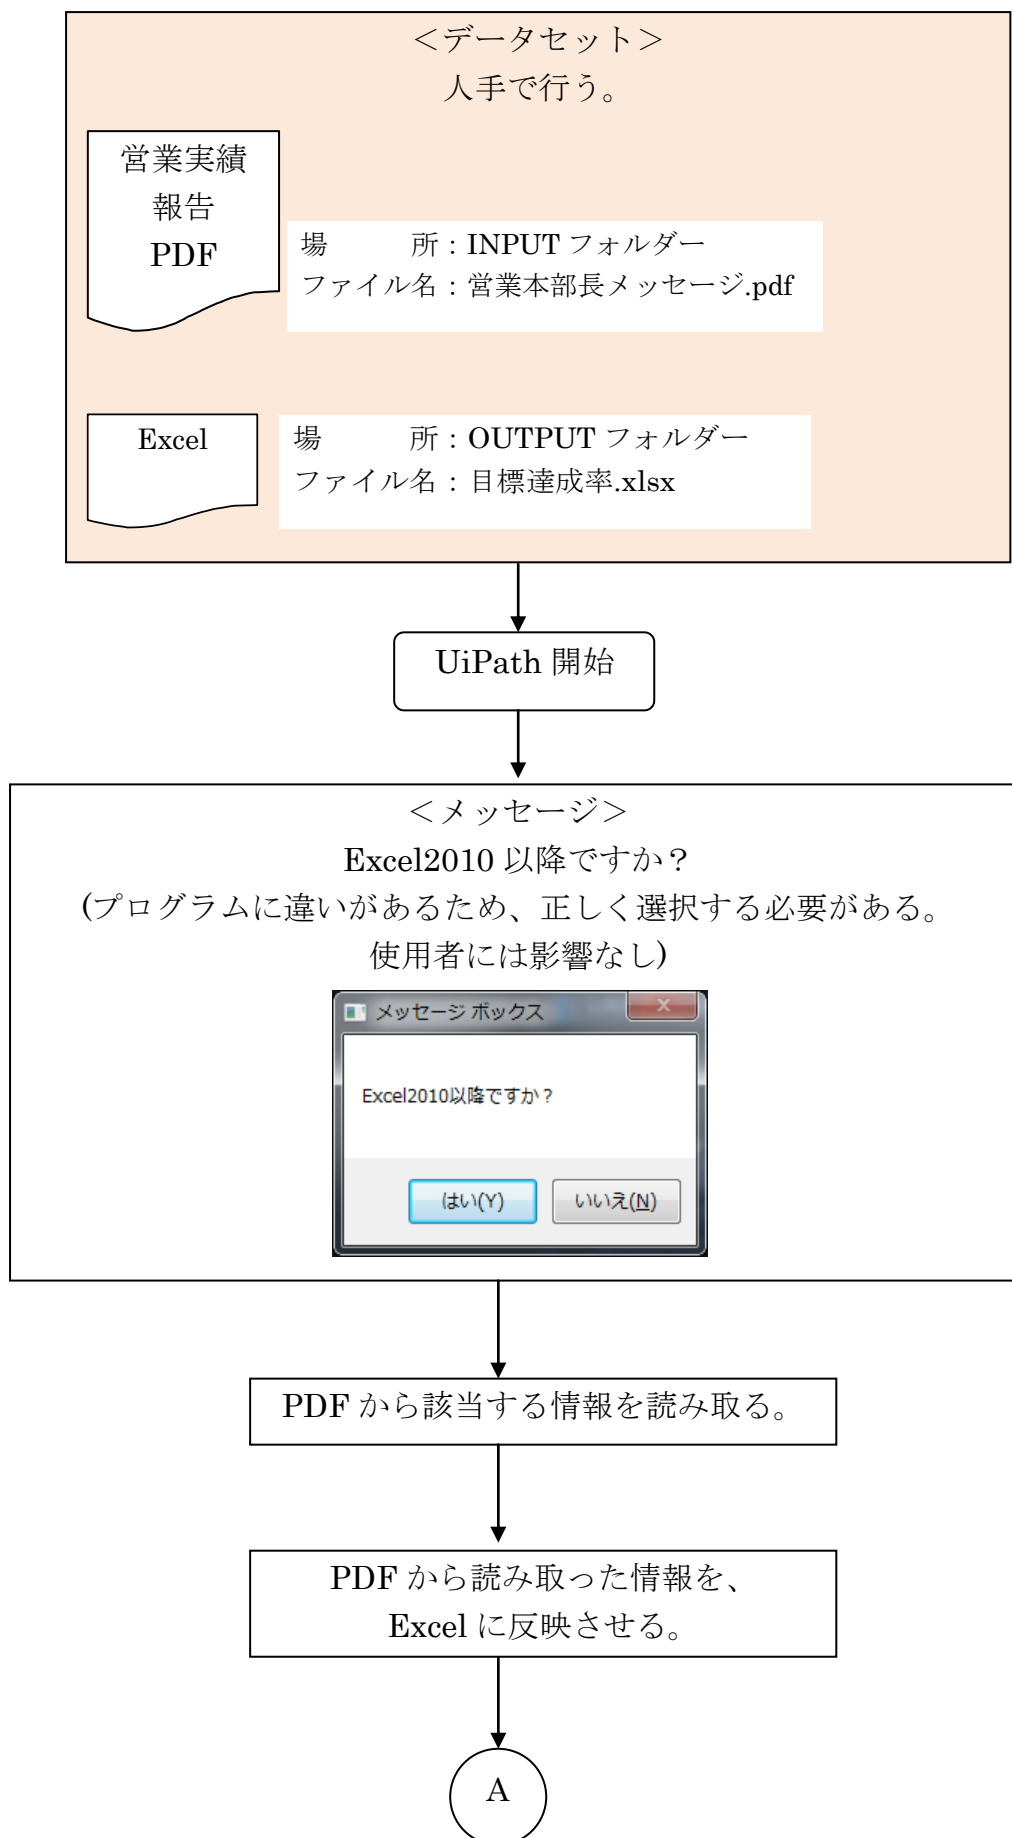 ＜データセット＞
人手で行う。
営業実績
報告
PDF
場　　　所：INPUT フォルダー
ファイル名：営業本部長メッセージ.pdf
Excel
場　　　所：OUTPUT フォルダー
ファイル名：目標達成率.xlsx
UiPath 開始
＜メッセージ＞
Excel2010 以降ですか？
(プログラムに違いがあるため、正しく選択する必要がある。
使用者には影響なし)
メッセージ ボックス
Excel2010以降ですか？
はい(Y)
いいえ(N)
PDF から該当する情報を読み取る。
PDF から読み取った情報を、
Excel に反映させる。
A